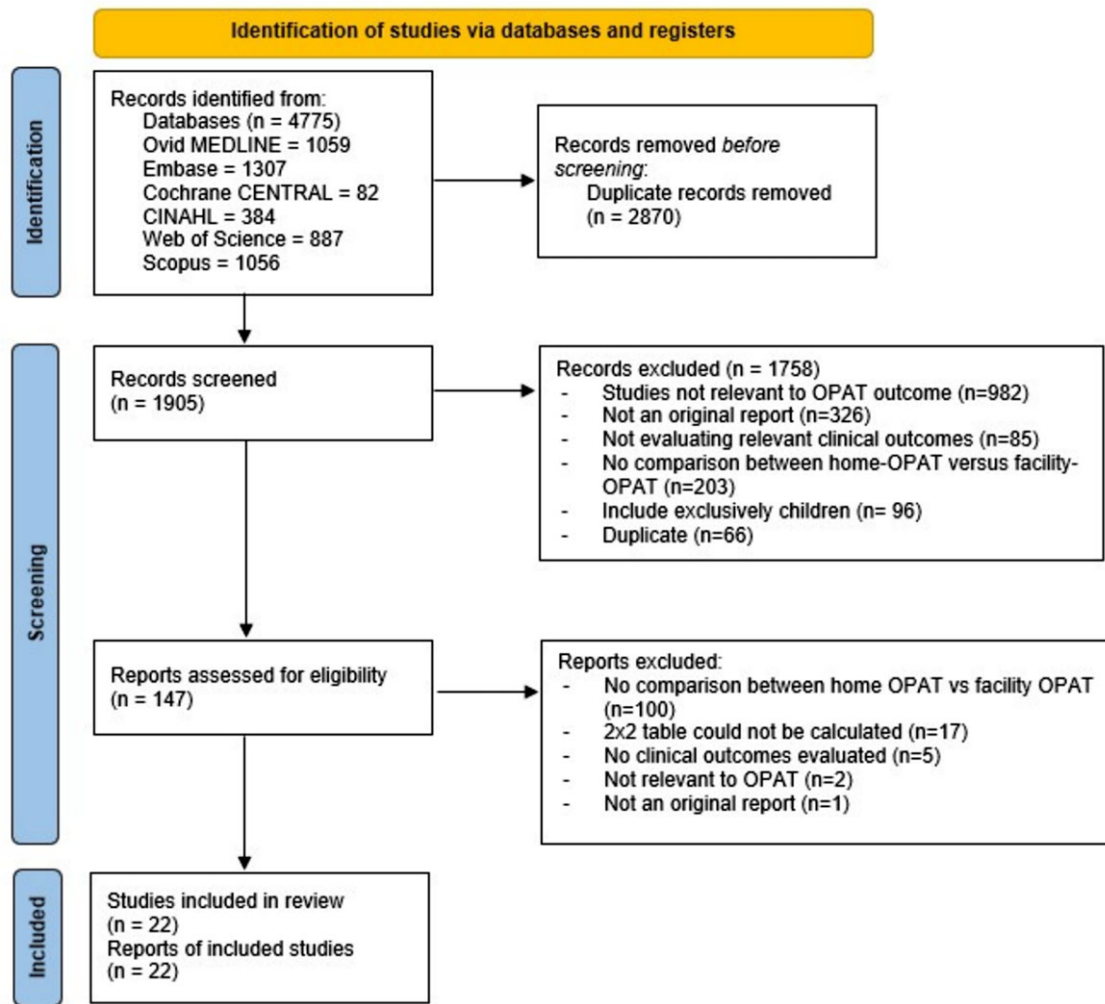 Identification of studies via databases and registers
Identification
Records identified from:
Databases (n = 4775)
Ovid MEDLINE = 1059
Embase = 1307
Cochrane CENTRAL = 82
CINAHL = 384
Web of Science = 887
Scopus = 1056
Records removed before
screening:
Duplicate records removed
(n = 2870)
Screening
Records screened
(n = 1905)
Records excluded (n = 1758)
- Studies not relevant to OPAT outcome (n=982)
- Not an original report (n=326)
- Not evaluating relevant clinical outcomes (n=85)
- No comparison between home-OPAT versus facility-
OPAT (n=203)
- Include exclusively children (n= 96)
- Duplicate (n=66)
Reports assessed for eligibility
(n = 147)
Reports excluded:
- No comparison between home OPAT vs facility OPAT
(n=100)
- 2x2 table could not be calculated (n=17)
- No clinical outcomes evaluated (n=5)
- Not relevant to OPAT (n=2)
- Not an original report (n=1)
Included
Studies included in review
(n = 22)
Reports of included studies
(n = 22)